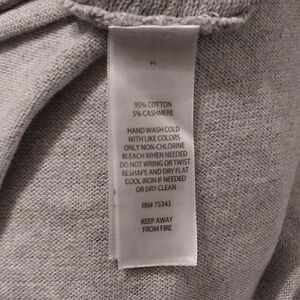 95% COTTON
5% CASHMERE
HAND WASH COLD
WITH LIKE COLORS
ONLY NON-CHLORINE
BLEACH WHEN NEEDED
DO NOT WRING OR TWIST
RESHAPE AND DRY FLAT
COOL IRON IF NEEDED
OR DRY CLEAN
RN# 75343
KEEP AWAY
FROM FIRE